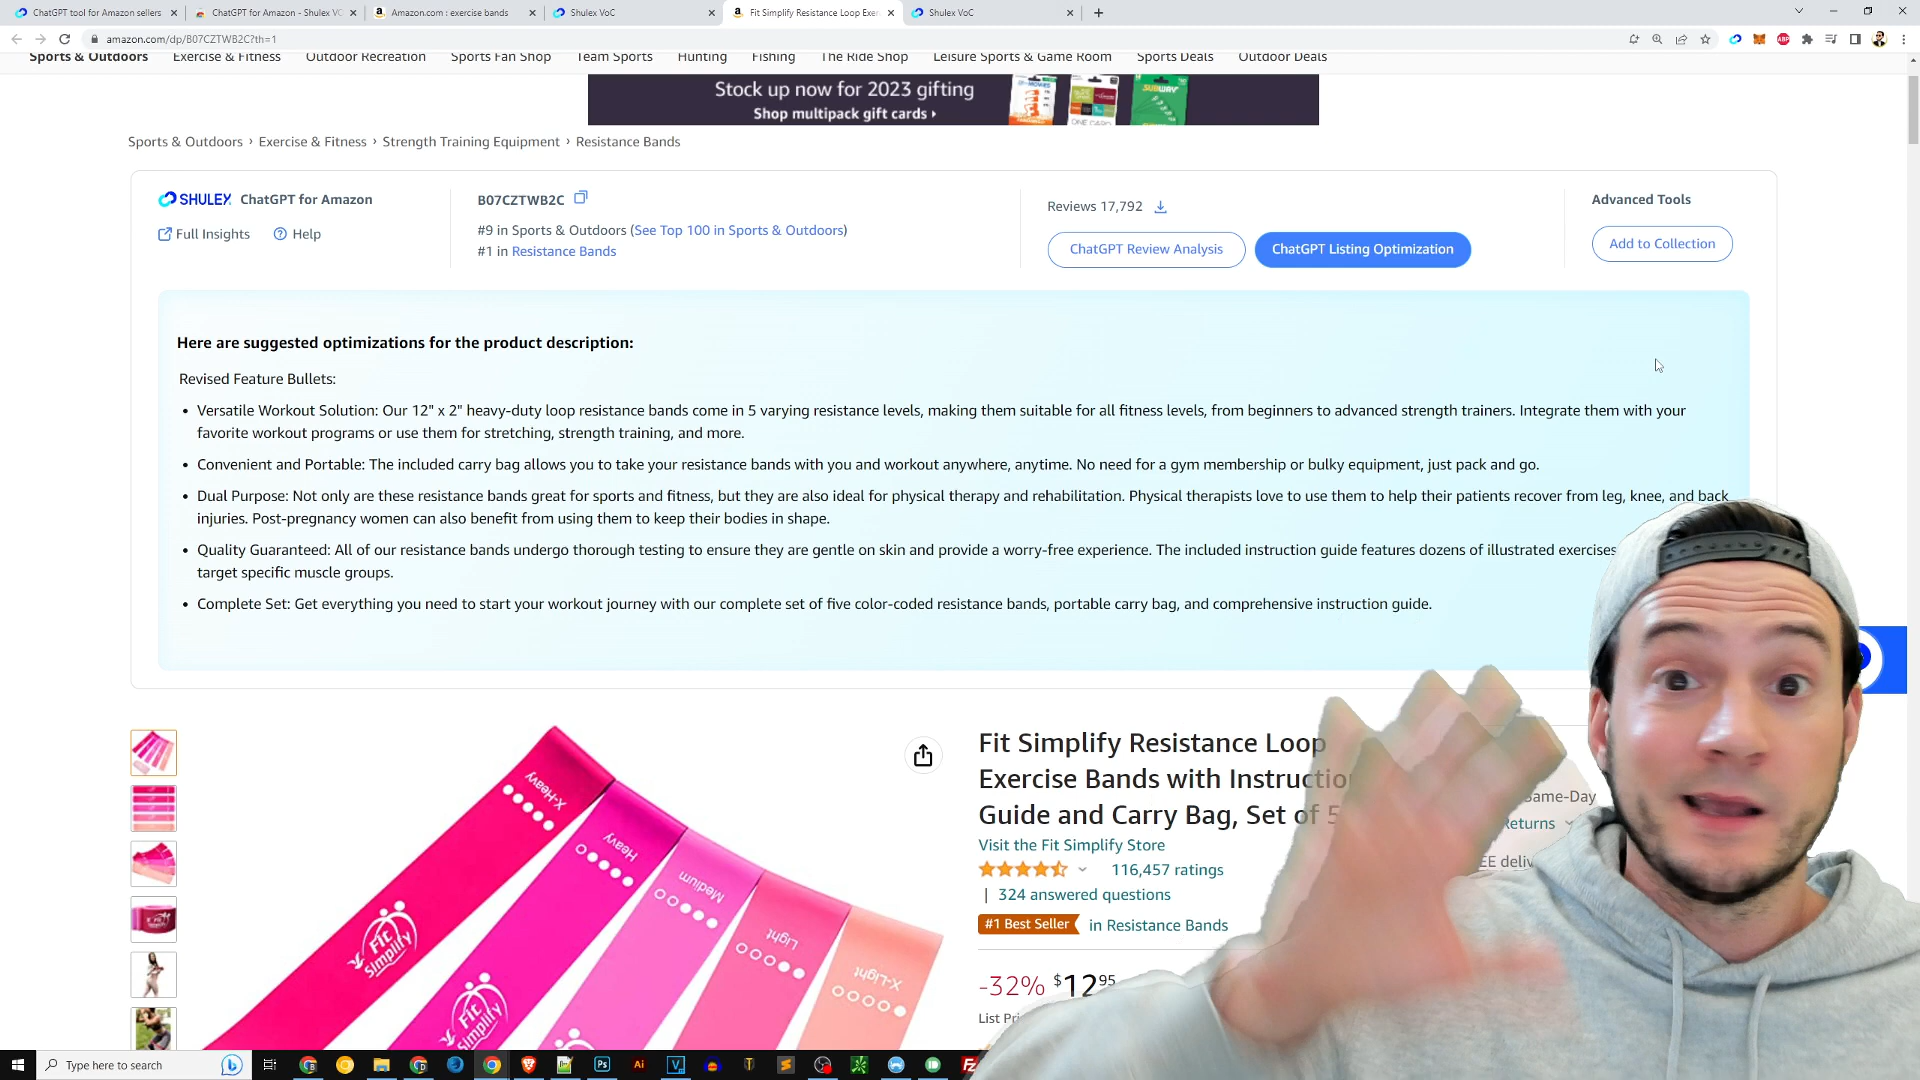 ChatGPT tool for Amazon sellers
ChatGPT for Amazon - Shulex VC
Amazon.com : exercise bands
Shulex VoC
Fit Simplify Resistance Loop Exer
Shulex VoC
amazon.com/dp/B07CZTWB2C?th=1
Sports & Outdoors Exercise & Fitness Outdoor Recreation Sports Fan Shop Team Sports Hunting Fishing The Ride Shop Leisure Sports & Game Room Sports Deals Outdoor Deals
Stock up now for 2023 gifting
Shop multipack gift cards ›
SUBWAY
ONE CARD
Sports & Outdoors › Exercise & Fitness › Strength Training Equipment › Resistance Bands
SHULEX ChatGPT for Amazon
Full Insights Help
B07CZTWB2C
#9 in Sports & Outdoors (See Top 100 in Sports & Outdoors)
#1 in Resistance Bands
Reviews 17,792
ChatGPT Review Analysis ChatGPT Listing Optimization
Advanced Tools
Add to Collection
Here are suggested optimizations for the product description:
Revised Feature Bullets:
• Versatile Workout Solution: Our 12" x 2" heavy-duty loop resistance bands come in 5 varying resistance levels, making them suitable for all fitness levels, from beginners to advanced strength trainers. Integrate them with your
favorite workout programs or use them for stretching, strength training, and more.
• Convenient and Portable: The included carry bag allows you to take your resistance bands with you and workout anywhere, anytime. No need for a gym membership or bulky equipment, just pack and go.
• Dual Purpose: Not only are these resistance bands great for sports and fitness, but they are also ideal for physical therapy and rehabilitation. Physical therapists love to use them to help their patients recover from leg, knee, and back
injuries. Post-pregnancy women can also benefit from using them to keep their bodies in shape.
• Quality Guaranteed: All of our resistance bands undergo thorough testing to ensure they are gentle on skin and provide a worry-free experience. The included instruction guide features dozens of illustrated exercises
target specific muscle groups.
• Complete Set: Get everything you need to start your workout journey with our complete set of five color-coded resistance bands, portable carry bag, and comprehensive instruction guide.
X-Heavy
Heavy
Medium
Light
X-Light
Fit Simplify
Fit Simplify
Fit Simplify Resistance Loop
Exercise Bands with Instructio
Guide and Carry Bag, Set of 5
Visit the Fit Simplify Store
116,457 ratings
| 324 answered questions
#1 Best Seller in Resistance Bands
-32% $12.95
List Pri
Same-Day
Returns
EE deliv
Type here to search